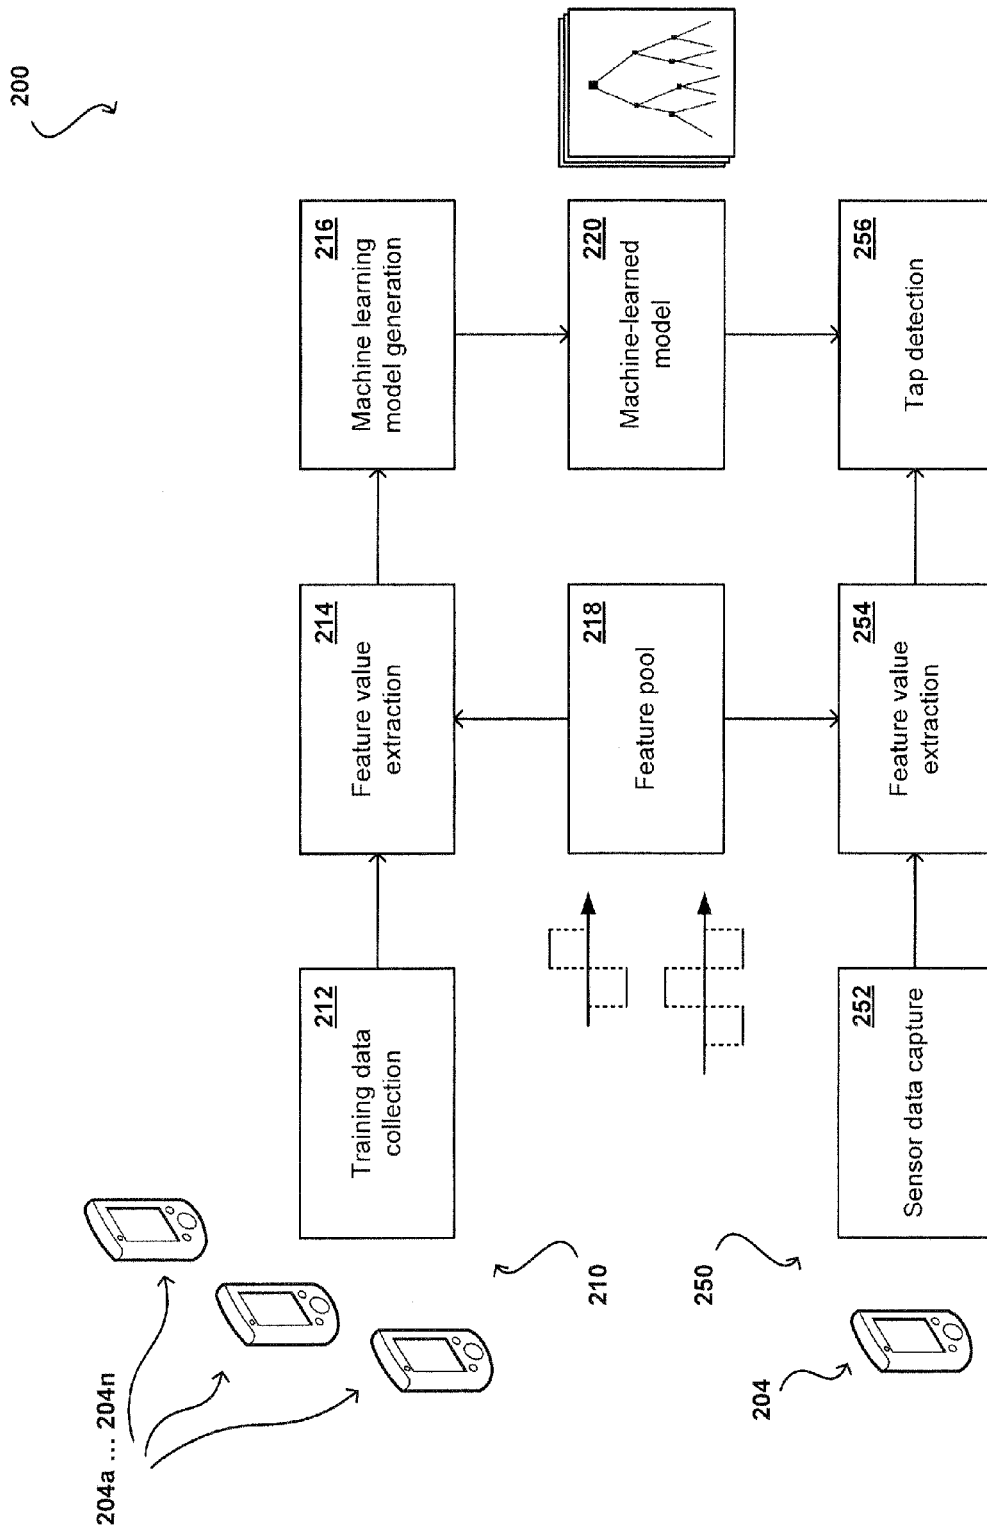 200
204a ... 204n
210
212
Training data
collection
214
Feature value
extraction
216
Machine learning
model generation
218
Feature pool
220
Machine-learned
model
250
204
252
Sensor data capture
254
Feature value
extraction
256
Tap detection